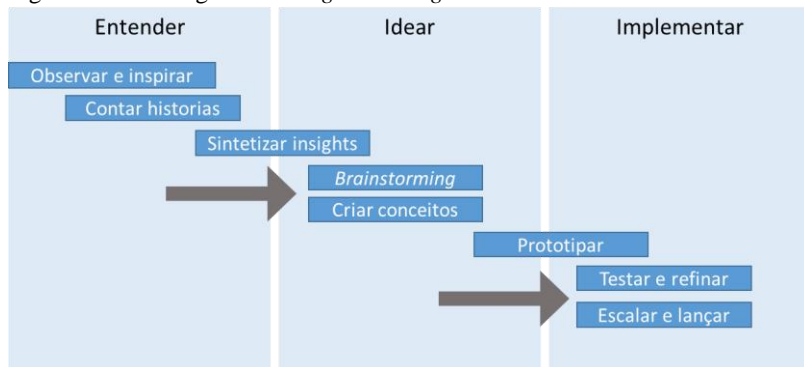 Entender
Idear
Implementar
Observar e inspirar
Contar historias
Sintetizar insights
Brainstorming
Criar conceitos
Prototipar
Testar e refinar
Escalar e lançar